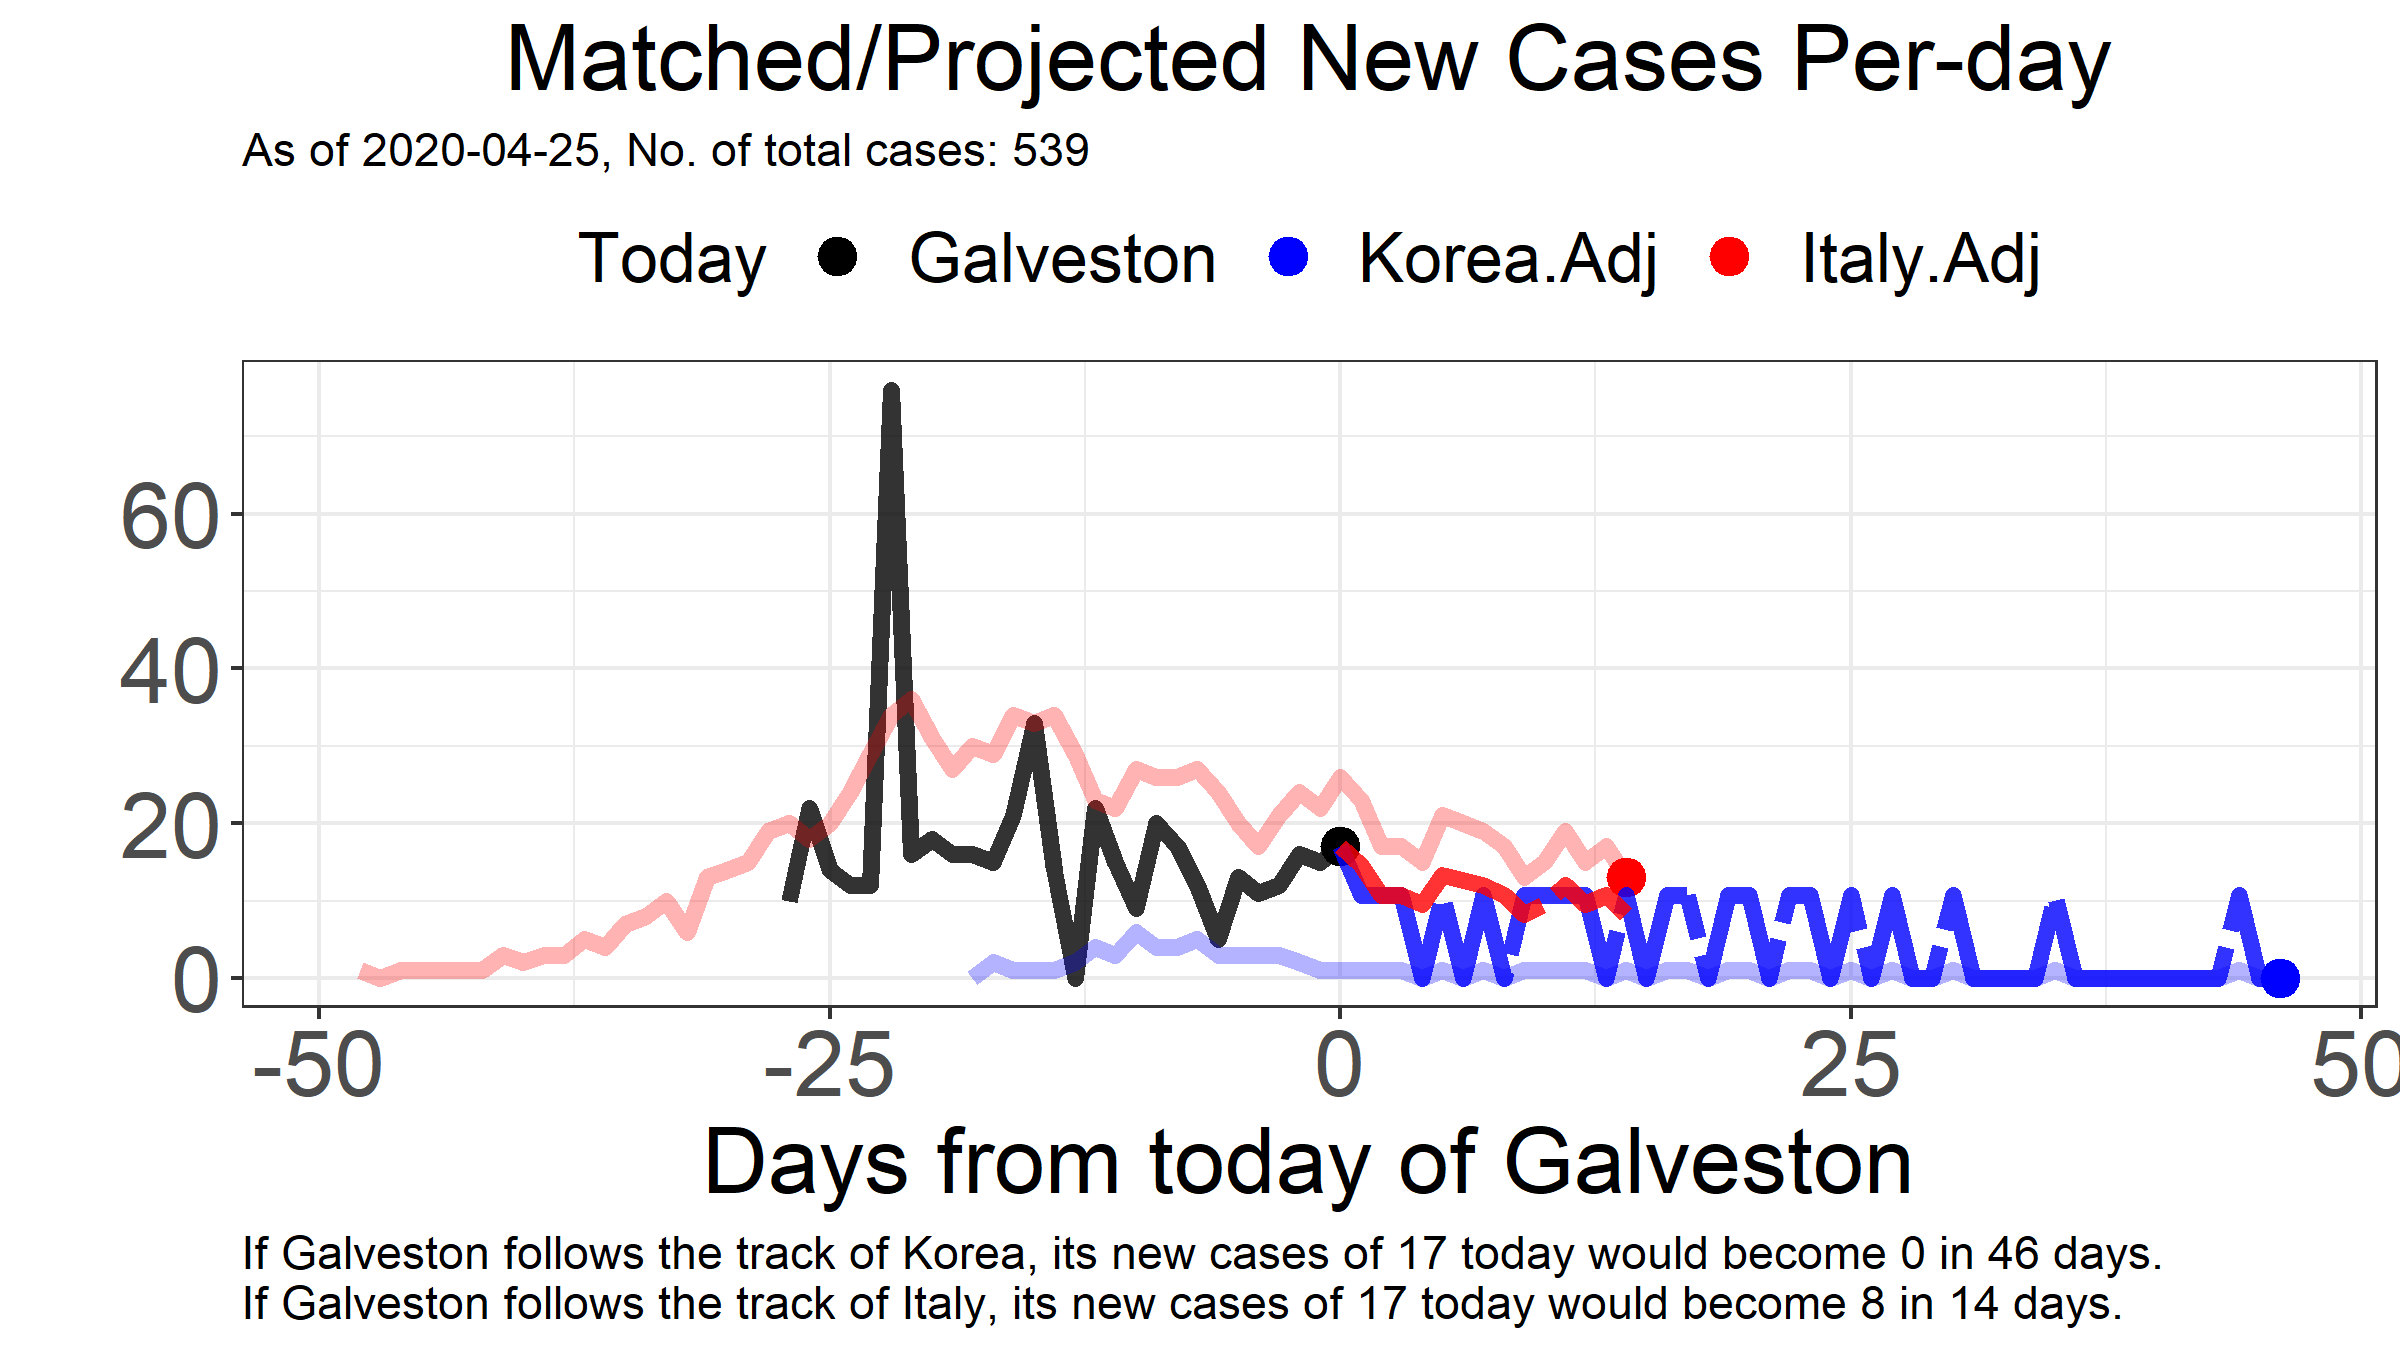 Matched/Projected New Cases Per-day
As of 2020-04-25, No. of total cases: 539
Today Galveston Korea.Adj Italy.Adj
60
40
20
0
-50 -25 0 25 50
Days from today of Galveston
If Galveston follows the track of Korea, its new cases of 17 today would become 0 in 46 days.
If Galveston follows the track of Italy, its new cases of 17 today would become 8 in 14 days.